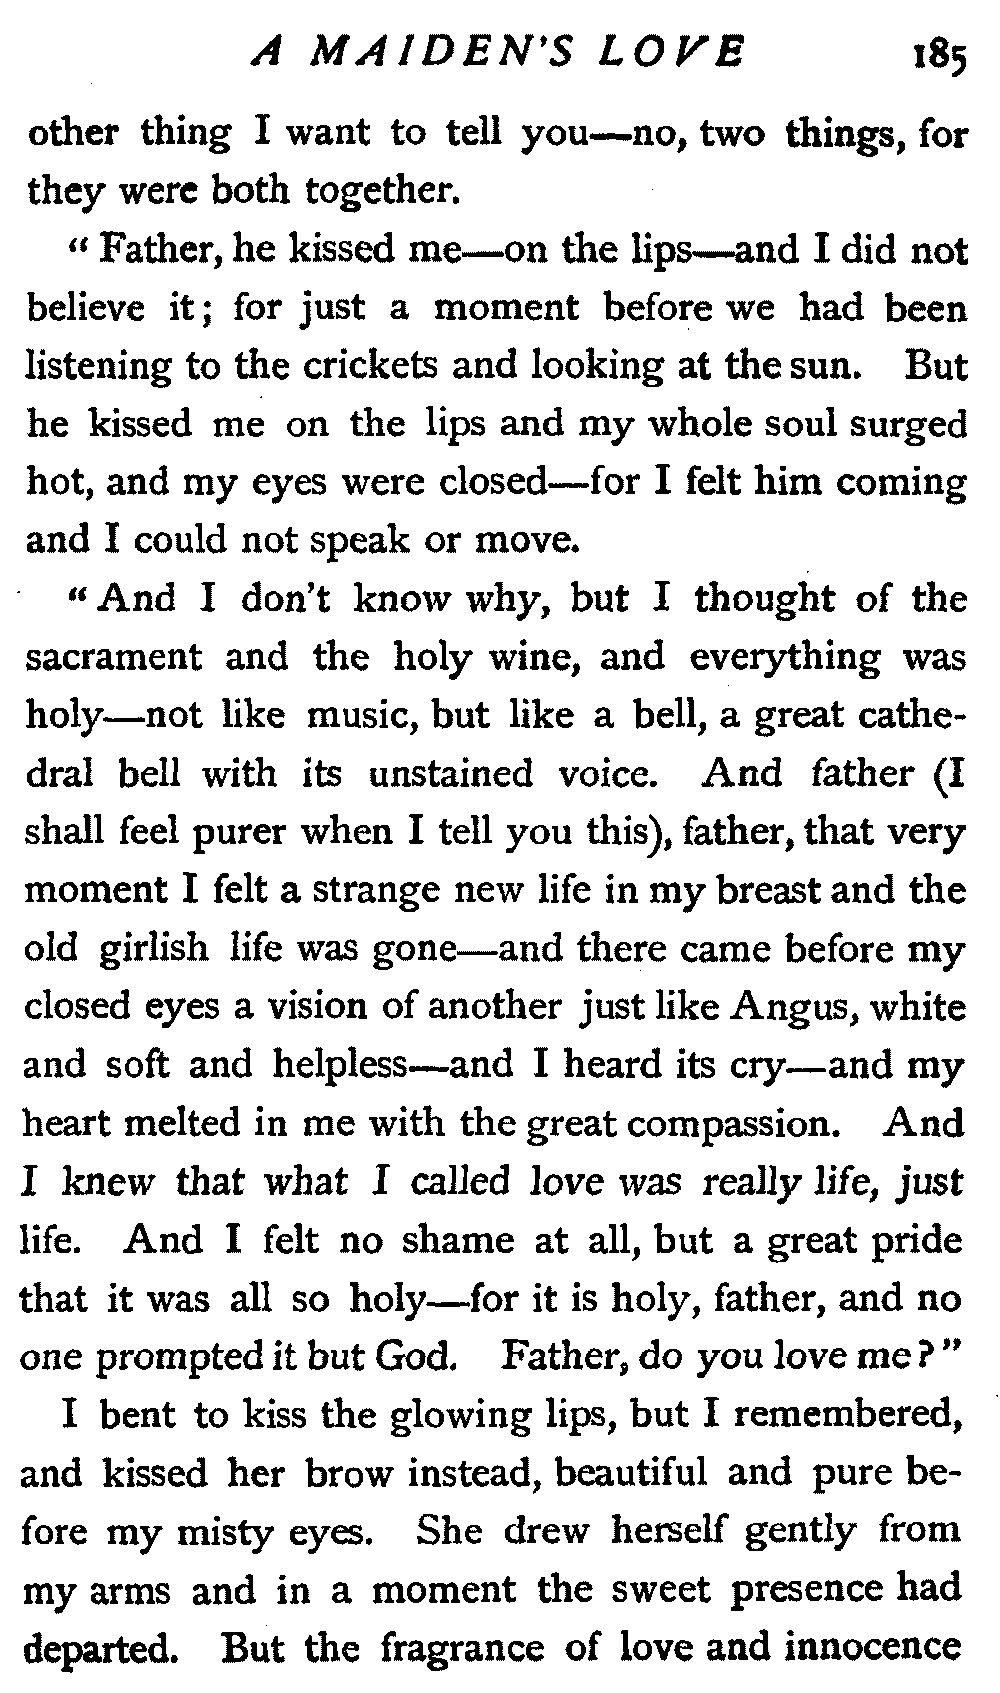 A MAIDEN'S LOVE 185
other thing I want to tell you—no, two things, for
they were both together.
“Father, he kissed me—on the lips—and I did not
believe it; for just a moment before we had been
listening to the crickets and looking at the sun. But
he kissed me on the lips and my whole soul surged
hot, and my eyes were closed—for I felt him coming
and I could not speak or move.
“And I don't know why, but I thought of the
sacrament and the holy wine, and everything was
holy—not like music, but like a bell, a great cathe-
dral bell with its unstained voice. And father (I
shall feel purer when I tell you this), father, that very
moment I felt a strange new life in my breast and the
old girlish life was gone—and there came before my
closed eyes a vision of another just like Angus, white
and soft and helpless—and I heard its cry—and my
heart melted in me with the great compassion. And
I knew that what I called love was really life, just
life. And I felt no shame at all, but a great pride
that it was all so holy—for it is holy, father, and no
one prompted it but God. Father, do you love me?”
I bent to kiss the glowing lips, but I remembered,
and kissed her brow instead, beautiful and pure be-
fore my misty eyes. She drew herself gently from
my arms and in a moment the sweet presence had
departed. But the fragrance of love and innocence